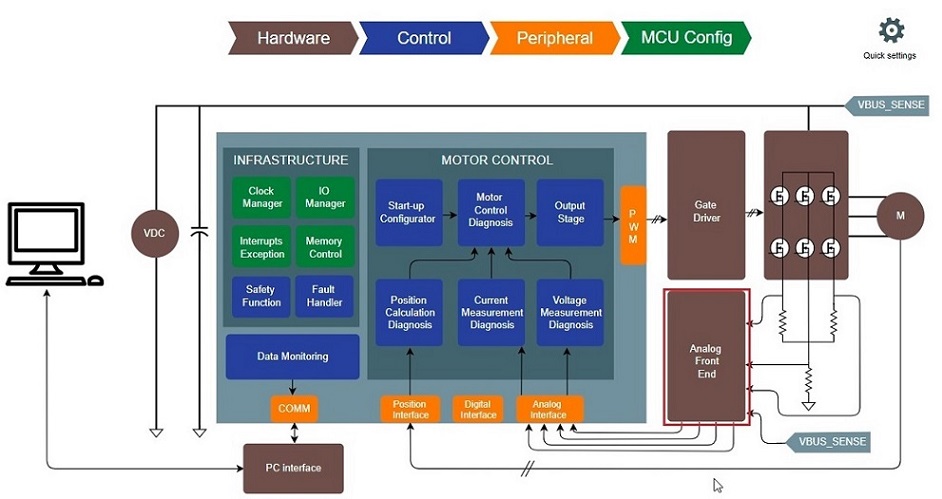 Hardware
Control
Peripheral
MCU Config
Quick settings
VBUS_SENSE
INFRASTRUCTURE
MOTOR CONTROL
Clock
Manager
IO
Manager
Start-up
Configurator
Motor
Control
Diagnosis
Output
Stage
P
W
M
Gate
Driver
M
VDC
Interrupts
Exception
Memory
Control
Safety
Function
Fault
Handler
Position
Calculation
Diagnosis
Current
Measurement
Diagnosis
Voltage
Measurement
Diagnosis
Data Monitoring
Analog
Front
End
COMM
Position
Interface
Digital
Interface
Analog
Interface
VBUS_SENSE
PC interface